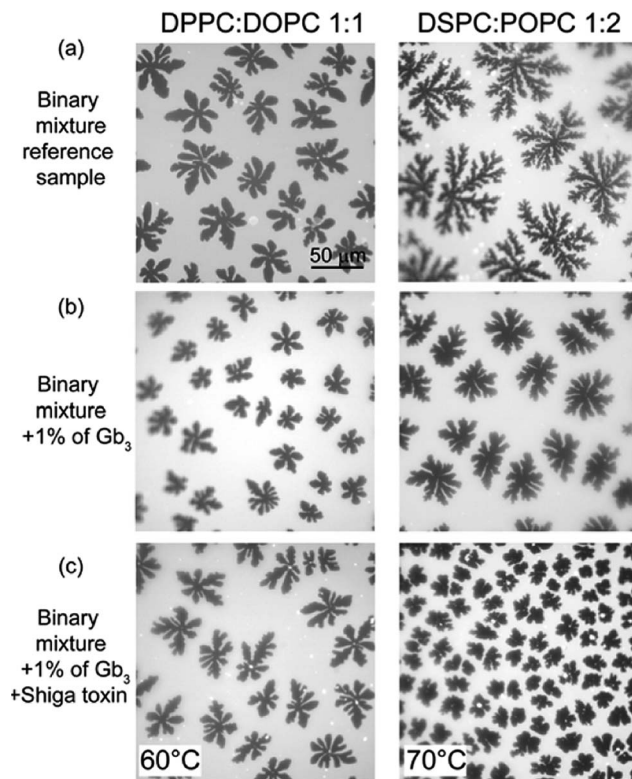 DPPC:DOPC 1:1
DSPC:POPC 1:2
(a)
Binary
mixture
reference
sample
50 μm
(b)
Binary
mixture
+1% of Gb₃
(c)
Binary
mixture
+1% of Gb₃
+Shiga toxin
60°C
70°C